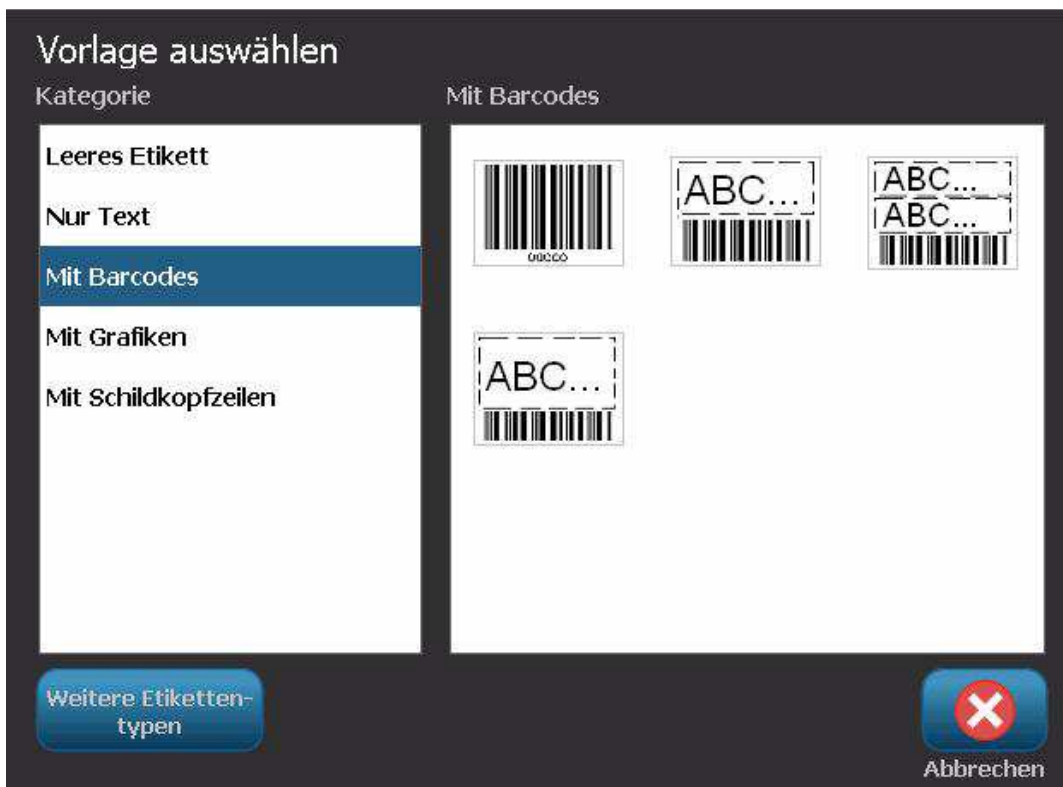 Vorlage auswählen
Kategorie
Mit Barcodes
Leeres Etikett
Nur Text
Mit Barcodes
Mit Grafiken
Mit Schildkopfzeilen
00000
ABC...
ABC...
ABC...
ABC...
Weitere Etiketten-
typen
Abbrechen